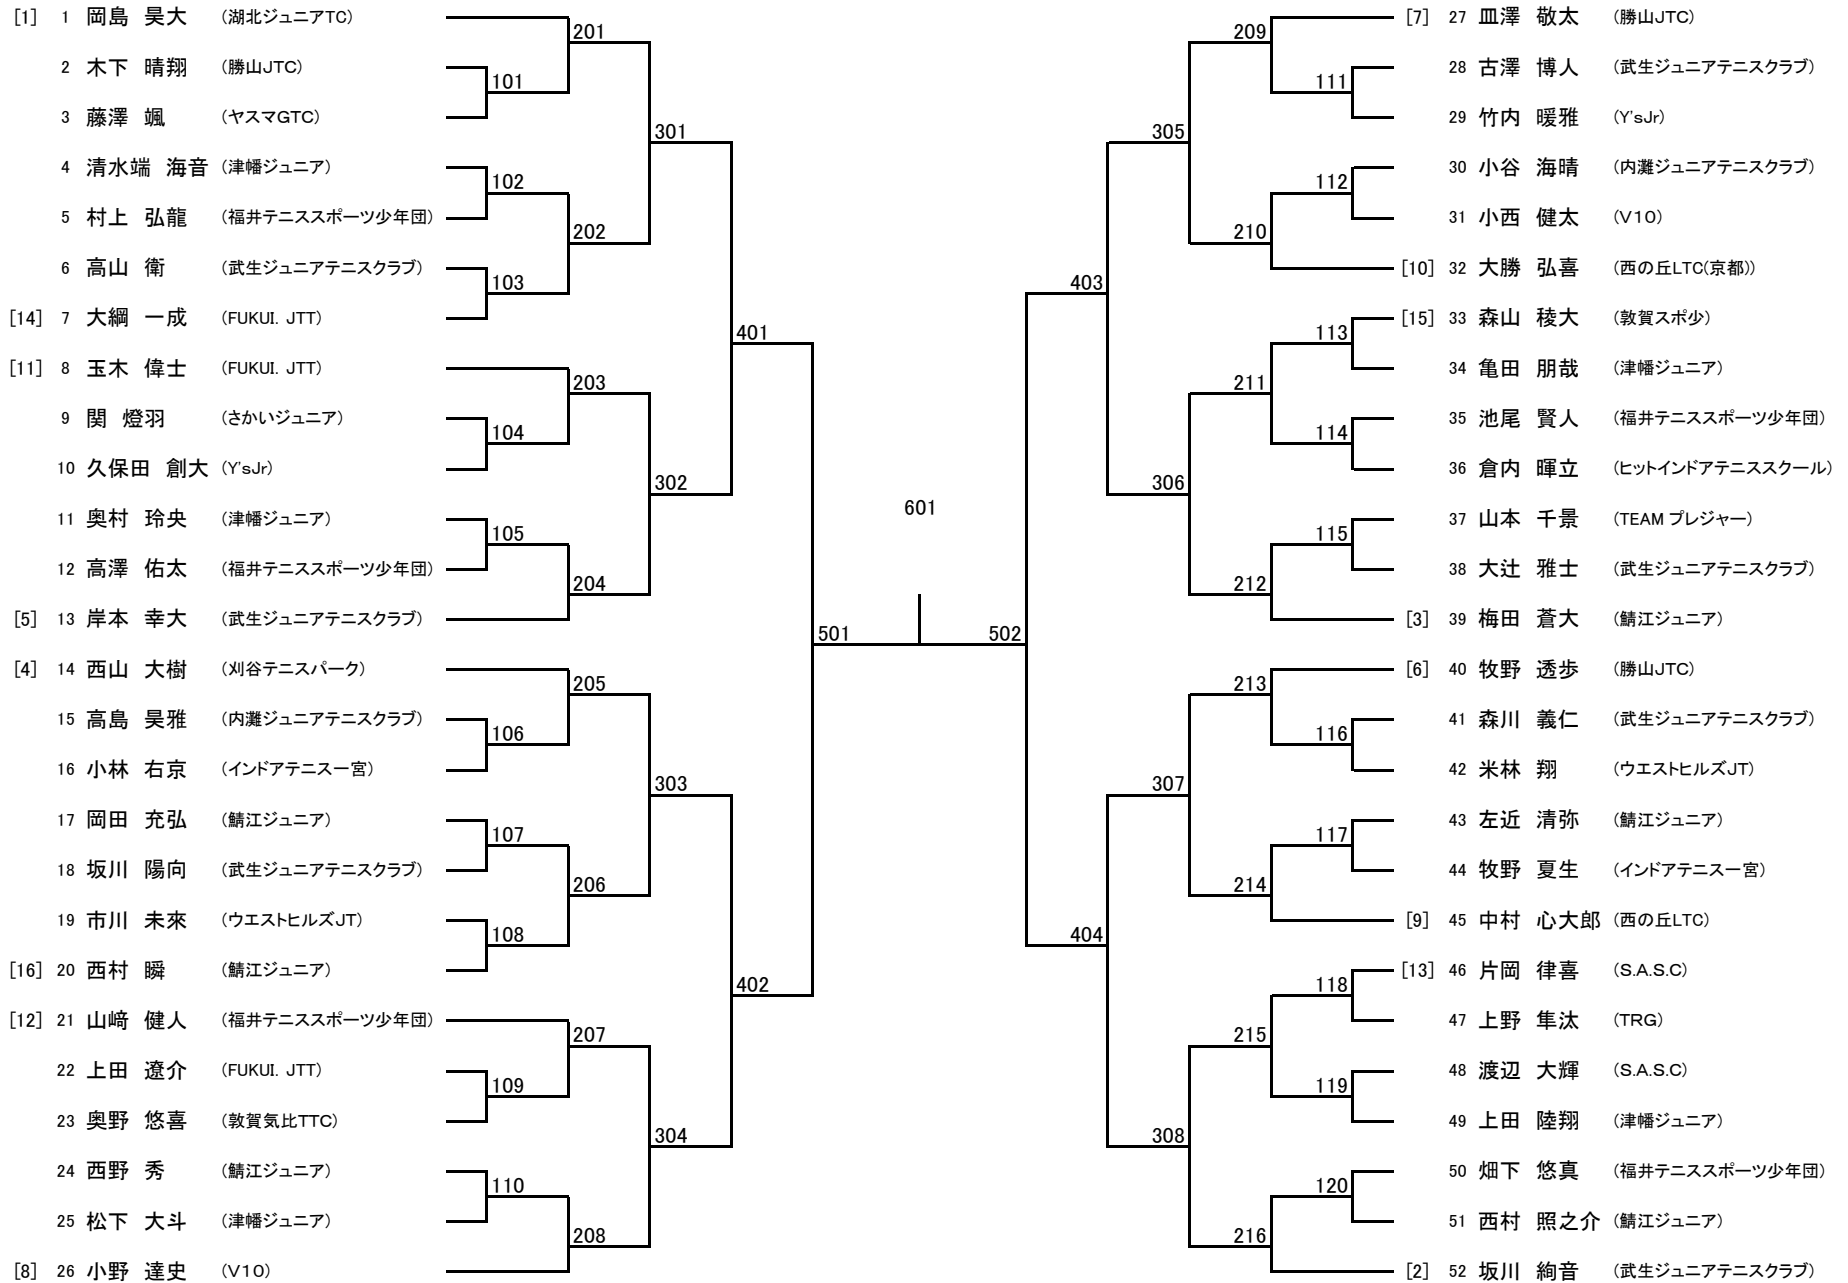 [1] 1 岡島 昊大 (湖北ジュニアTC)
201
2 木下 晴翔 (勝山JTC)
101
3 藤澤 颯 (ヤスマGTC)
301
4 清水端 海音 (津幡ジュニア)
102
5 村上 弘龍 (福井テニススポーツ少年団)
202
6 高山 衛 (武生ジュニアテニスクラブ)
103
[14] 7 大綱 一成 (FUKUI．JTT)
401
[11] 8 玉木 偉士 (FUKUI．JTT)
203
9 関 燈羽 (さかいジュニア)
104
10 久保田 創大 (Y'sJr)
302
11 奥村 玲央 (津幡ジュニア)
105
12 高澤 佑太 (福井テニススポーツ少年団)
204
[5] 13 岸本 幸大 (武生ジュニアテニスクラブ)
501
[4] 14 西山 大樹 (刈谷テニスパーク)
205
15 高島 昊雅 (内灘ジュニアテニスクラブ)
106
16 小林 右京 (インドアテニス一宮)
303
17 岡田 充弘 (鯖江ジュニア)
107
18 坂川 陽向 (武生ジュニアテニスクラブ)
206
19 市川 未來 (ウエストヒルズJT)
108
[16] 20 西村 瞬 (鯖江ジュニア)
402
[12] 21 山﨑 健人 (福井テニススポーツ少年団)
207
22 上田 遼介 (FUKUI．JTT)
109
23 奥野 悠喜 (敦賀気比TTC)
304
24 西野 秀 (鯖江ジュニア)
110
25 松下 大斗 (津幡ジュニア)
208
[8] 26 小野 達史 (V10)
601
[7] 27 皿澤 敬太 (勝山JTC)
209
28 古澤 博人 (武生ジュニアテニスクラブ)
111
29 竹内 暖雅 (Y'sJr)
305
30 小谷 海晴 (内灘ジュニアテニスクラブ)
112
31 小西 健太 (V10)
210
[10] 32 大勝 弘喜 (西の丘LTC(京都))
403
[15] 33 森山 稜大 (敦賀スポ少)
113
34 亀田 朋哉 (津幡ジュニア)
211
35 池尾 賢人 (福井テニススポーツ少年団)
114
36 倉内 暉立 (ヒットインドアテニススクール)
306
37 山本 千景 (TEAM プレジャー)
115
38 大辻 雅士 (武生ジュニアテニスクラブ)
212
[3] 39 梅田 蒼大 (鯖江ジュニア)
502
[6] 40 牧野 透歩 (勝山JTC)
213
41 森川 義仁 (武生ジュニアテニスクラブ)
116
42 米林 翔 (ウエストヒルズJT)
307
43 左近 清弥 (鯖江ジュニア)
117
44 牧野 夏生 (インドアテニス一宮)
214
[9] 45 中村 心大郎 (西の丘LTC)
404
[13] 46 片岡 律喜 (S.A.S.C)
118
47 上野 隼汰 (TRG)
215
48 渡辺 大輝 (S.A.S.C)
119
49 上田 陸翔 (津幡ジュニア)
308
50 畑下 悠真 (福井テニススポーツ少年団)
120
51 西村 照之介 (鯖江ジュニア)
216
[2] 52 坂川 絢音 (武生ジュニアテニスクラブ)